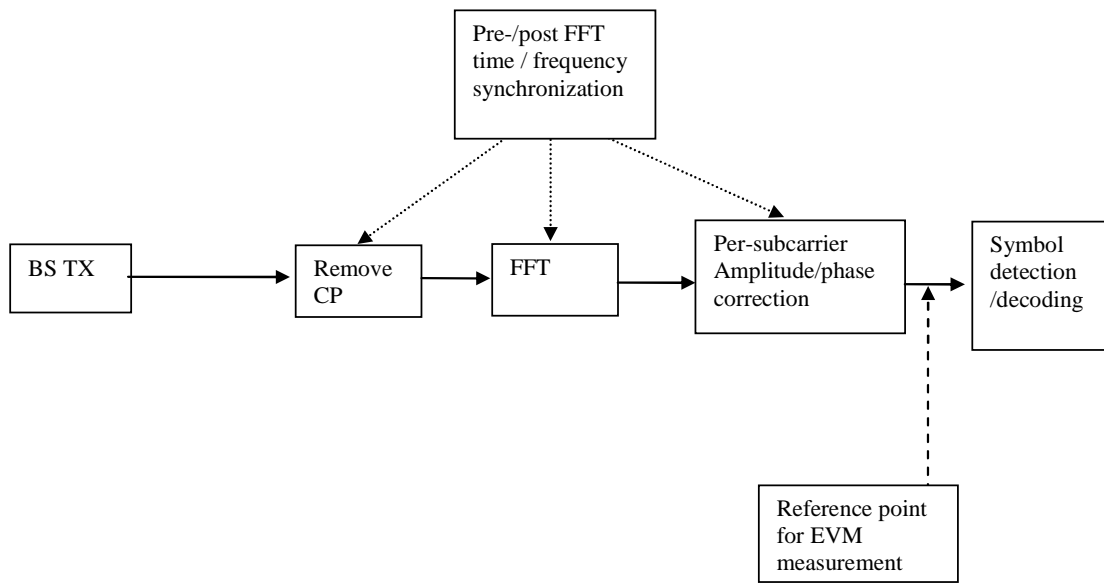 Pre-/post FFT
time / frequency
synchronization
BS TX
Remove
CP
FFT
Per-subcarrier
Amplitude/phase
correction
Symbol
detection
/decoding
Reference point
for EVM
measurement